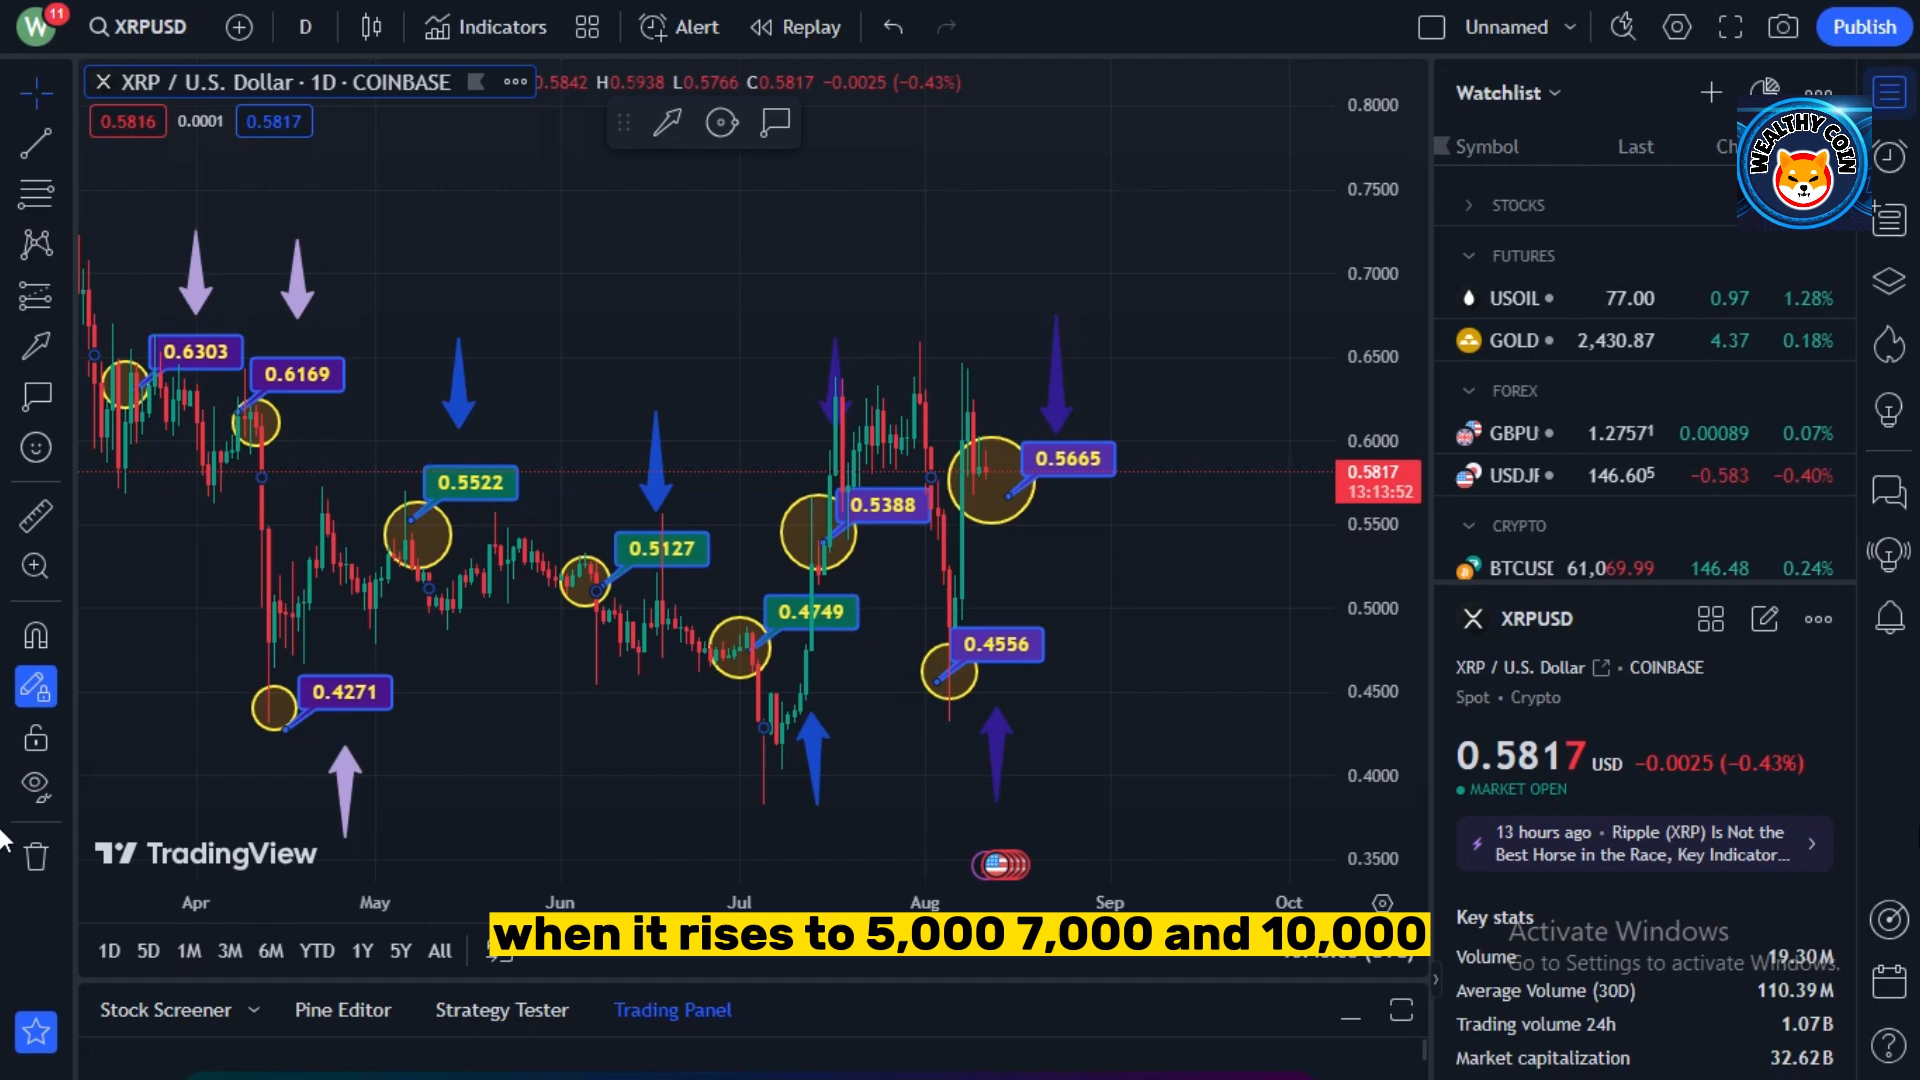 W 11 XRPUSD D Indicators Alert Replay Unnamed Publish
XRP / U.S. Dollar · 1D · COINBASE 0.5842 H0.5938 L0.5766 C0.5817 −0.0025 (−0.43%)
0.5816 0.0001 0.5817
0.8000
0.7500
0.7000
0.6500
0.6000
0.5817
13:13:52
0.5500
0.5000
0.4500
0.4000
0.3500
0.6303
0.6169
0.5522
0.5665
0.5388
0.5127
0.4749
0.4556
0.4271
TradingView
Apr May Jun Jul Aug Sep Oct
when it rises to 5,000 7,000 and 10,000
1D 5D 1M 3M 6M YTD 1Y 5Y All
Stock Screener Pine Editor Strategy Tester Trading Panel
Watchlist
WEALTHY COIN
Symbol Last Ch
STOCKS
FUTURES
USOIL 77.00 0.97 1.28%
GOLD 2,430.87 4.37 0.18%
FOREX
GBPU 1.27571 0.00089 0.07%
USDJF 146.605 −0.583 −0.40%
CRYPTO
BTCUSD 61,069.99 146.48 0.24%
XRPUSD
XRP / U.S. Dollar • COINBASE
Spot • Crypto
0.5817 USD −0.0025 (−0.43%)
MARKET OPEN
13 hours ago • Ripple (XRP) Is Not the
Best Horse in the Race, Key Indicator...
Key stats
Activate Windows
Go to Settings to activate Windows.
Volume 19.30M
Average Volume (30D) 110.39M
Trading volume 24h 1.07B
Market capitalization 32.62B